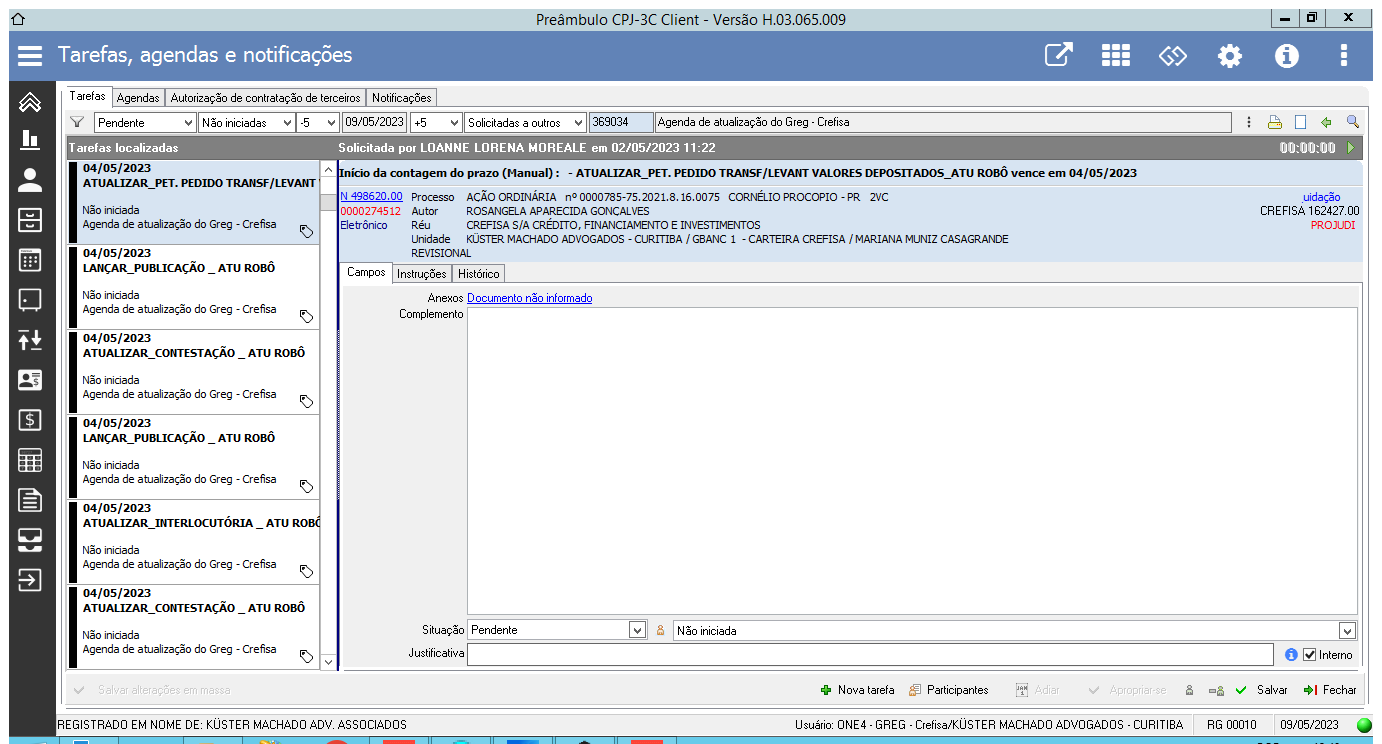 Preâmbulo CPJ-3C Client - Versão H.03.065.009
Tarefas, agendas e notificações
Tarefas Agendas Autorização de contratação de terceiros Notificações
Pendente Não iniciadas -5 09/05/2023 +5 Solicitadas a outros 369034 Agenda de atualização do Greg - Crefisa
Tarefas localizadas
Solicitada por LOANNE LORENA MOREALE em 02/05/2023 11:22 00:00:00
04/05/2023
ATUALIZAR_PET. PEDIDO TRANSF/LEVANT
Não iniciada
Agenda de atualização do Greg - Crefisa
04/05/2023
LANÇAR_PUBLICAÇÃO _ ATU ROBÔ
Não iniciada
Agenda de atualização do Greg - Crefisa
04/05/2023
ATUALIZAR_CONTESTAÇÃO _ ATU ROBÔ
Não iniciada
Agenda de atualização do Greg - Crefisa
04/05/2023
LANÇAR_PUBLICAÇÃO _ ATU ROBÔ
Não iniciada
Agenda de atualização do Greg - Crefisa
04/05/2023
ATUALIZAR_INTERLOCUTÓRIA _ ATU ROBÔ
Não iniciada
Agenda de atualização do Greg - Crefisa
04/05/2023
ATUALIZAR_CONTESTAÇÃO _ ATU ROBÔ
Não iniciada
Agenda de atualização do Greg - Crefisa
Início da contagem do prazo (Manual) : - ATUALIZAR_PET. PEDIDO TRANSF/LEVANT VALORES DEPOSITADOS_ATU ROBÔ vence em 04/05/2023
N 498620.00 Processo AÇÃO ORDINÁRIA nº 0000785-75.2021.8.16.0075 CORNÉLIO PROCOPIO - PR 2VC uidação
0000274512 Autor ROSANGELA APARECIDA GONÇALVES CREFISA 162427.00
Eletrônico Réu CREFISA S/A CRÉDITO, FINANCIAMENTO E INVESTIMENTOS PROJUDI
Unidade KÜSTER MACHADO ADVOGADOS - CURITIBA / GBANC 1 - CARTEIRA CREFISA / MARIANA MUNIZ CASAGRANDE
REVISIONAL
Campos Instruções Histórico
Anexos Documento não informado
Complemento
Situação Pendente Não iniciada
Justificativa Interno
Salvar alterações em massa Nova tarefa Participantes Adiar Apropriar-se Salvar Fechar
REGISTRADO EM NOME DE: KÜSTER MACHADO ADV. ASSOCIADOS Usuário: ONE4 - GREG - Crefisa/KÜSTER MACHADO ADVOGADOS - CURITIBA RG 00010 09/05/2023